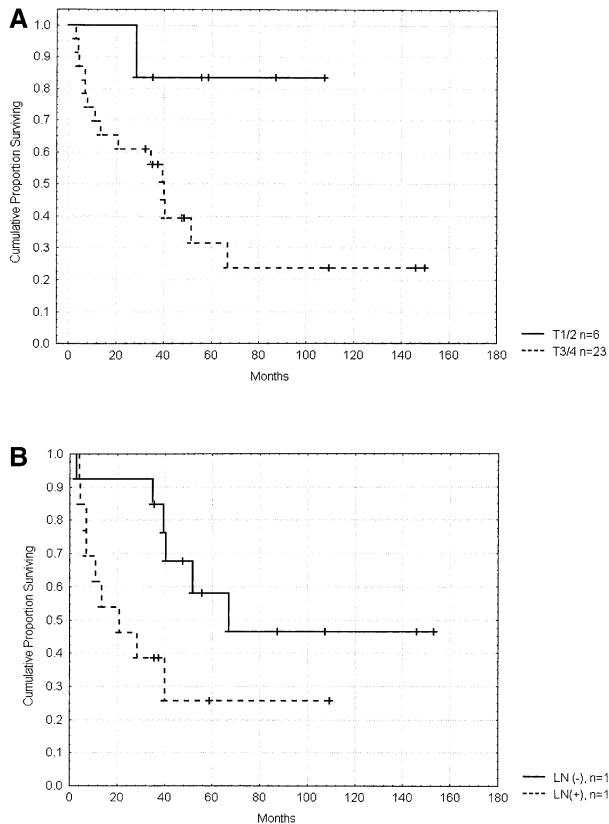 A
Cumulative Proportion Surviving
1.0
0.9
0.8
0.7
0.6
0.5
0.4
0.3
0.2
0.1
0.0
0 20 40 60 80 100 120 140 160 180
Months
T1/2 n=6
T3/4 n=23
B
Cumulative Proportion Surviving
1.0
0.9
0.8
0.7
0.6
0.5
0.4
0.3
0.2
0.1
0.0
0 20 40 60 80 100 120 140 160 180
Months
LN (-), n=1
LN(+), n=1